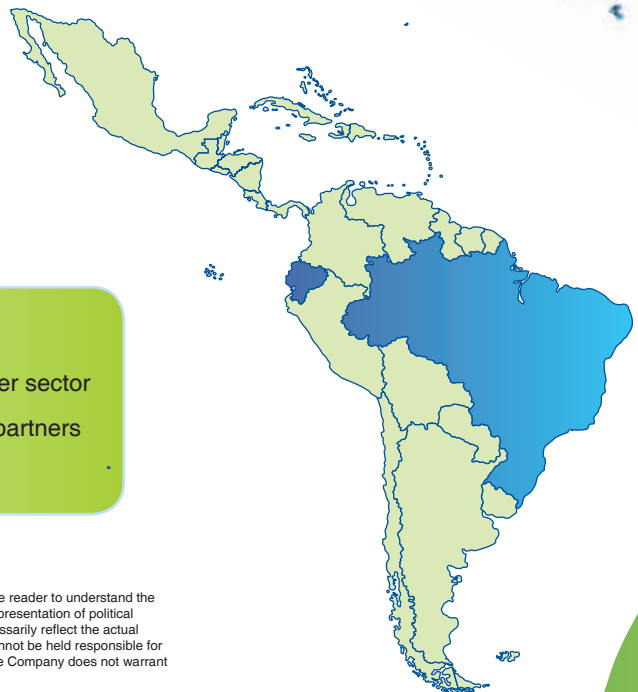 er sector
partners
e reader to understand the
presentation of political
ssarily reflect the actual
nnot be held responsible for
e Company does not warrant